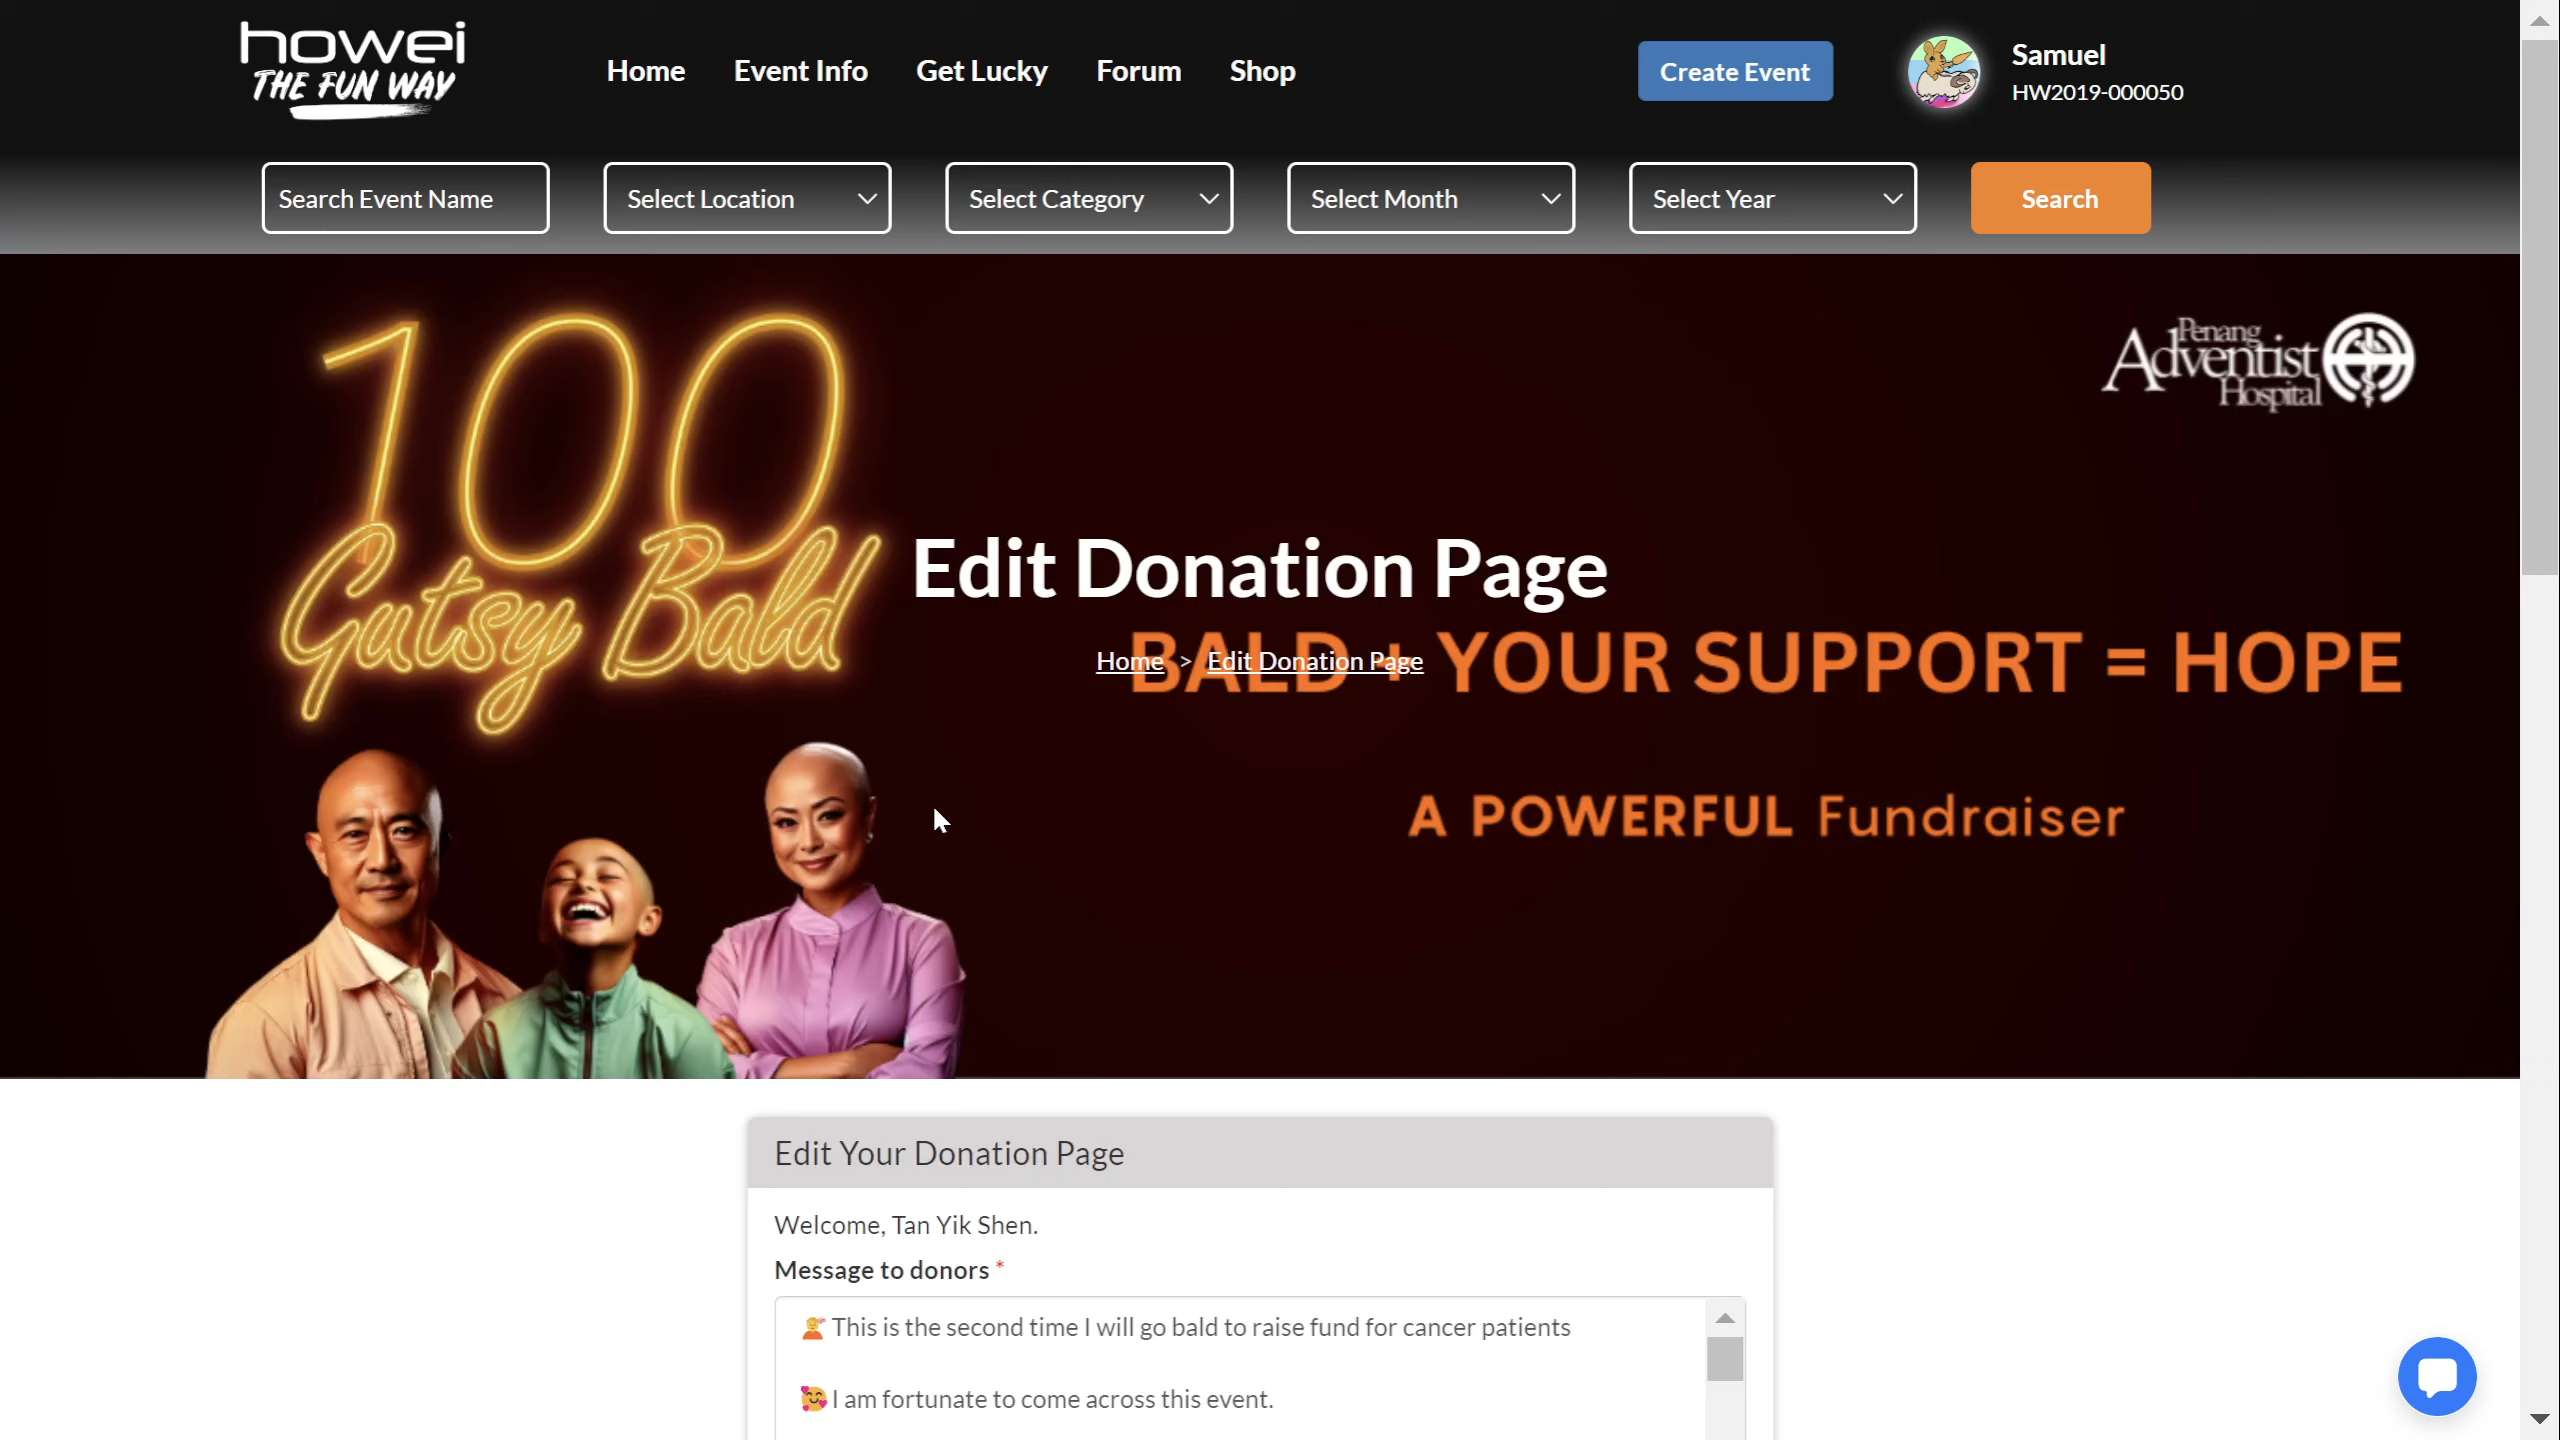 howei
THE FUN WAY
Home
Event Info
Get Lucky
Forum
Shop
Create Event
Samuel
HW2019-000050
Search Event Name
Select Location
Select Category
Select Month
Select Year
Search
100
Gutsy Bald
Penang
Adventist
Hospital
Edit Donation Page
Home > Edit Donation Page
BALD + YOUR SUPPORT = HOPE
A POWERFUL Fundraiser
Edit Your Donation Page
Welcome, Tan Yik Shen.
Message to donors *
💇 This is the second time I will go bald to raise fund for cancer patients
🥰 I am fortunate to come across this event.